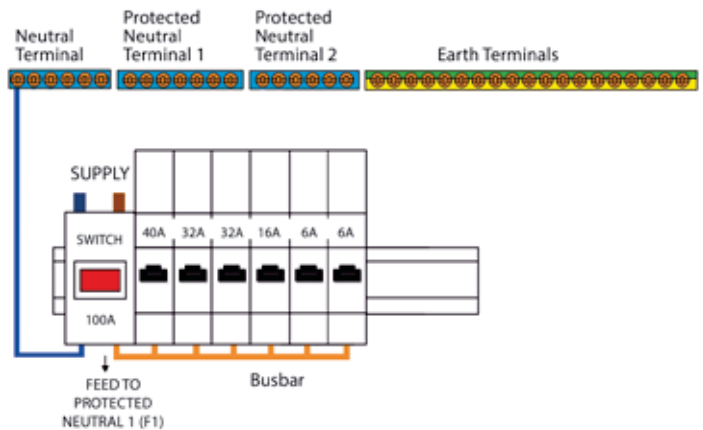 Neutral
Terminal
Protected
Neutral
Terminal 1
Protected
Neutral
Terminal 2
Earth Terminals
SUPPLY
SWITCH
100A
40A
32A
32A
16A
6A
6A
FEED TO
PROTECTED
NEUTRAL 1 (F1)
Busbar